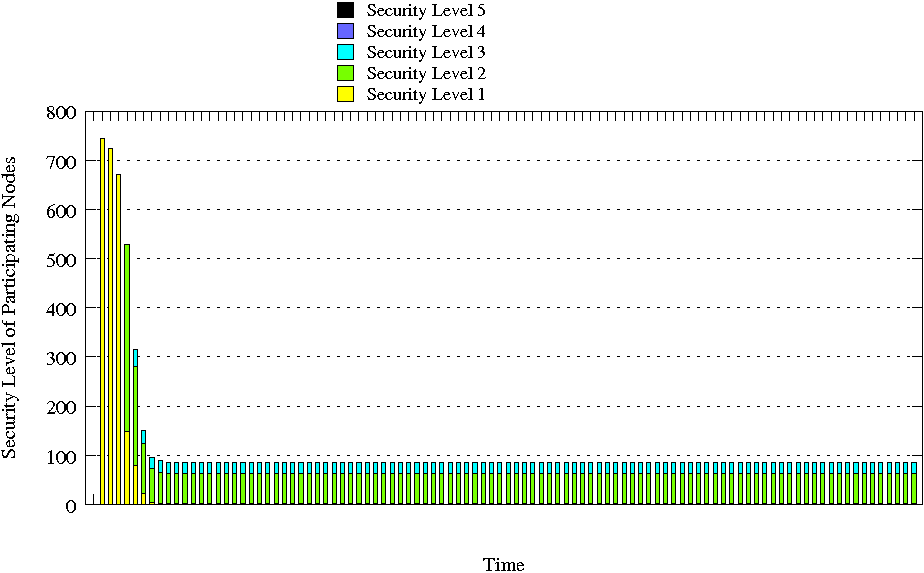 Security Level 5
Security Level 4
Security Level 3
Security Level 2
Security Level 1
800
700
600
500
400
300
200
100
0
Security Level of Participating Nodes
Time